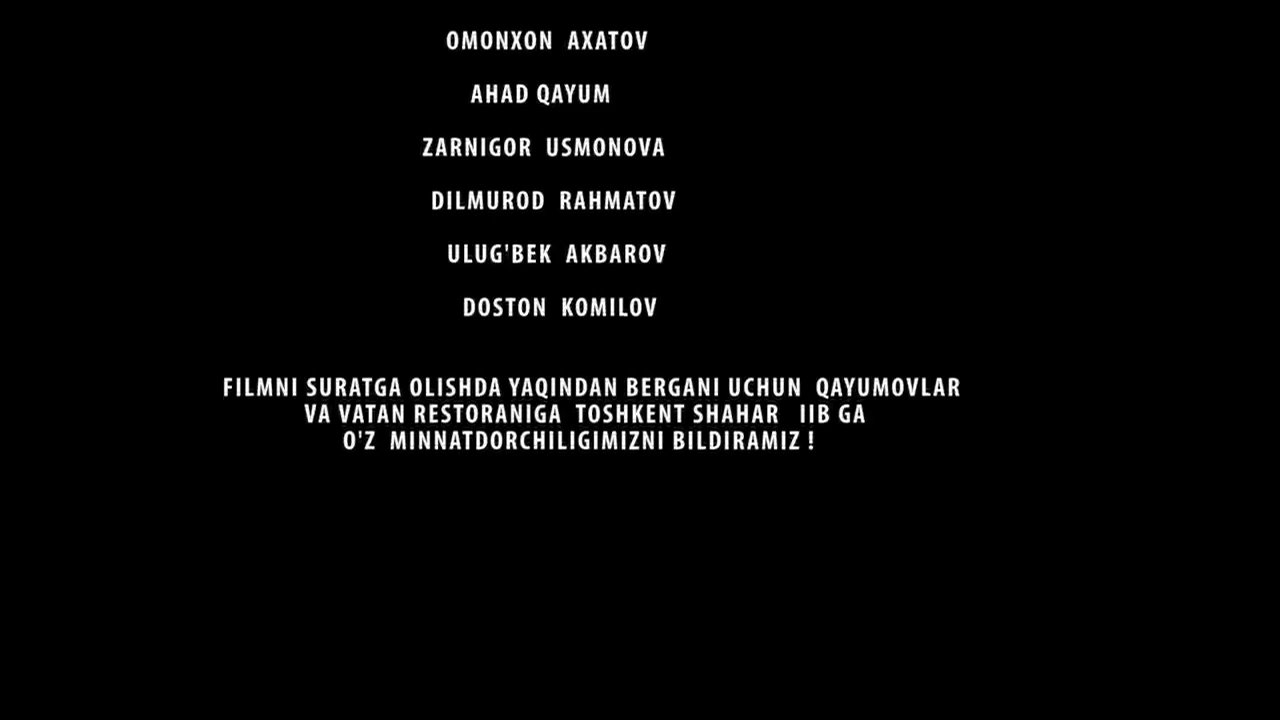 OMONXON AXATOV
AHAD QAYUM
ZARNIGOR USMONOVA
DILMUROD RAHMATOV
ULUG'BEK AKBAROV
DOSTON KOMILOV
FILMNI SURATGA OLISHDA YAQINDAN BERGANI UCHUN QAYUMOVLAR
VA VATAN RESTORANIGA TOSHKENT SHAHAR IIB GA
O'Z MINNATDORCHILIGIMIZNI BILDIRAMIZ !